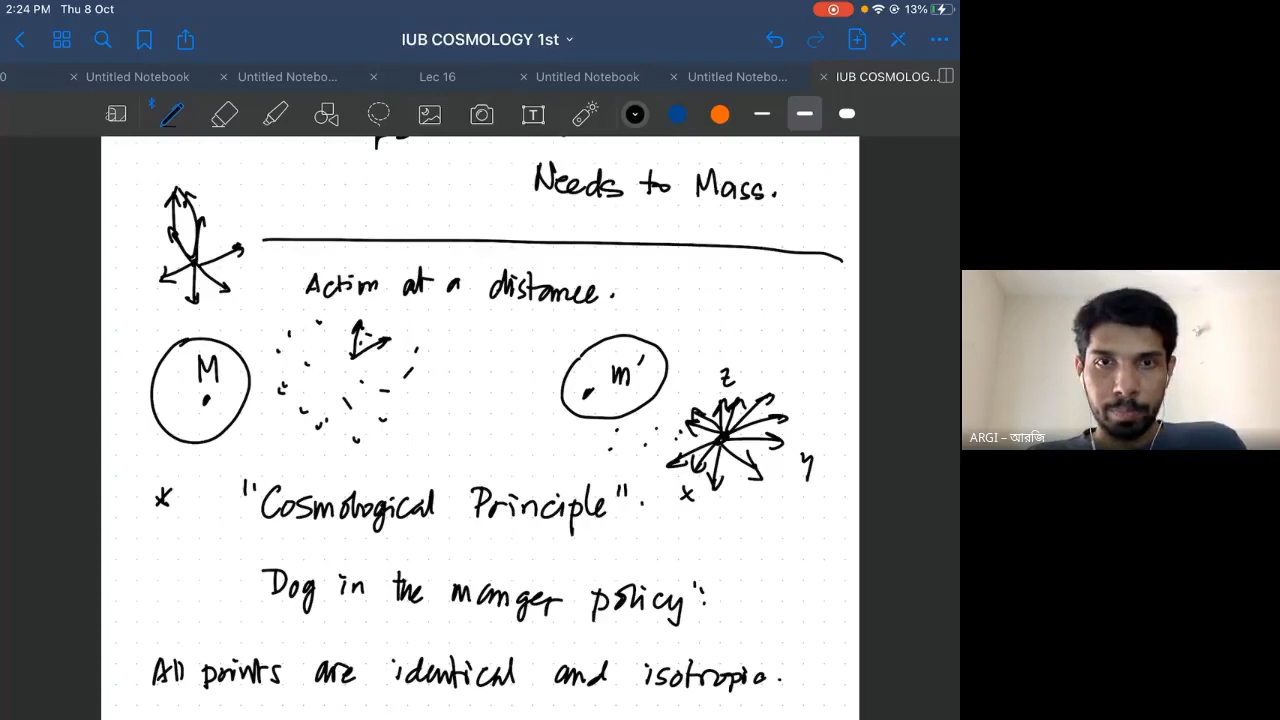 2:24 PM Thu 8 Oct
13%
IUB COSMOLOGY 1st
0
Untitled Notebook
Untitled Notebo...
Lec 16
Untitled Notebook
Untitled Notebo...
IUB COSMOLOG...
T
Needs to Mass.
Action at a distance.
M
m'
z
y
x
* "Cosmological Principle".
Dog in the manger policy":
All points are identical and isotropic.
ARGI – আরজি